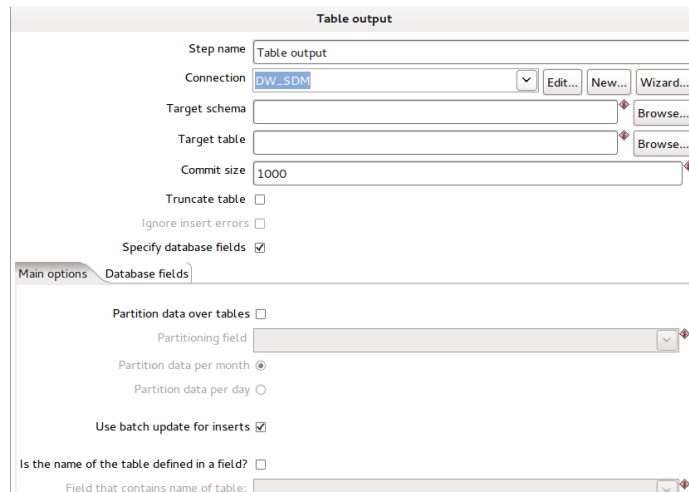 Table output
Step name Table output
Connection DW_SDM Edit... New... Wizard...
Target schema Browse...
Target table Browse...
Commit size 1000
Truncate table
Ignore insert errors
Specify database fields
Main options Database fields
Partition data over tables
Partitioning field
Partition data per month
Partition data per day
Use batch update for inserts
Is the name of the table defined in a field?
Field that contains name of table: